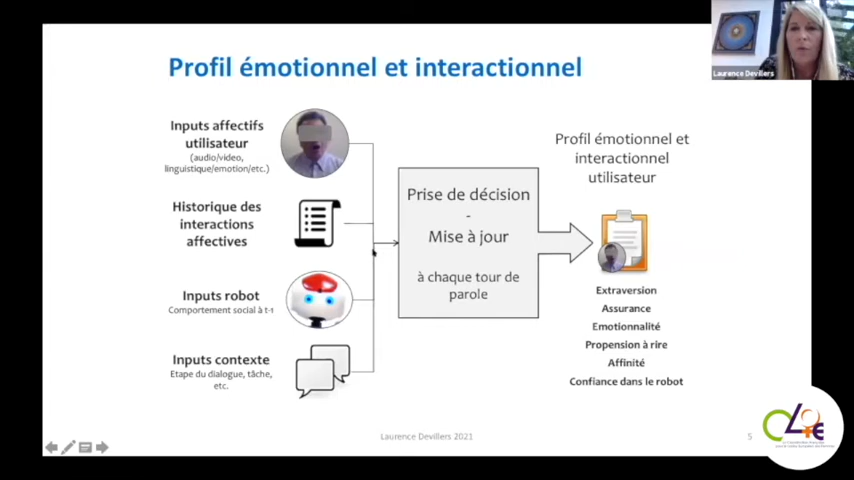 Laurence Devillers
Profil émotionnel et interactionnel
Inputs affectifs
utilisateur
(audio/video,
linguistique/emotion/etc.)
Historique des
interactions
affectives
Inputs robot
Comportement social à t-1
Inputs contexte
Etape du dialogue, tâche,
etc.
Prise de décision
-
Mise à jour
à chaque tour de
parole
Profil émotionnel et
interactionnel
utilisateur
Extraversion
Assurance
Emotionnalité
Propension à rire
Affinité
Confiance dans le robot
Laurence Devillers 2021
5